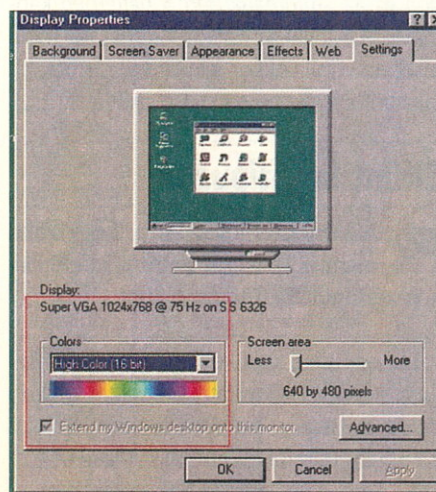 Display Properties
Background Screen Saver Appearance Effects Web Settings
Display:
Super VGA 1024x768 @ 75 Hz on SiS 6326
Colors
High Color (16 bit)
Screen area
Less More
640 by 480 pixels
Extend my Windows desktop onto this monitor.
Advanced...
OK Cancel Apply